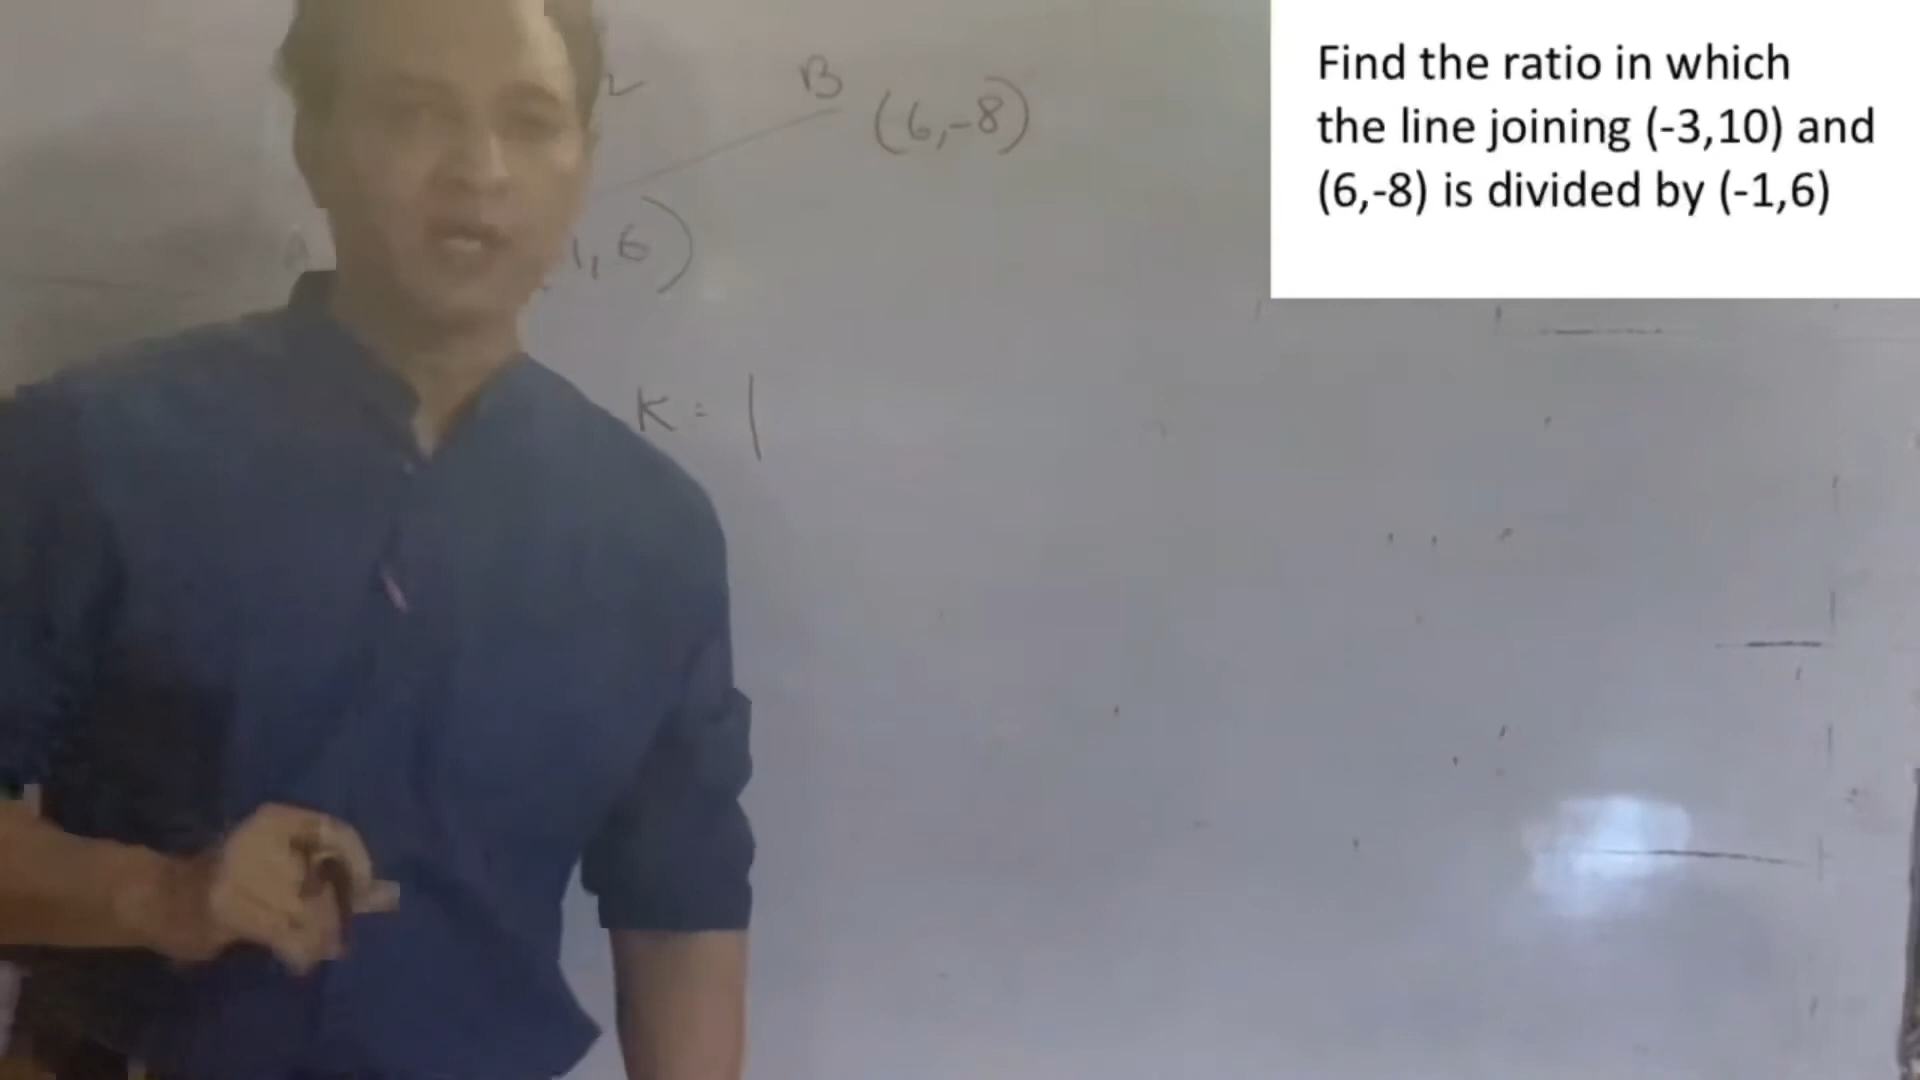 B
(6,-8)
1,6)
K = |
Find the ratio in which
the line joining (-3,10) and
(6,-8) is divided by (-1,6)